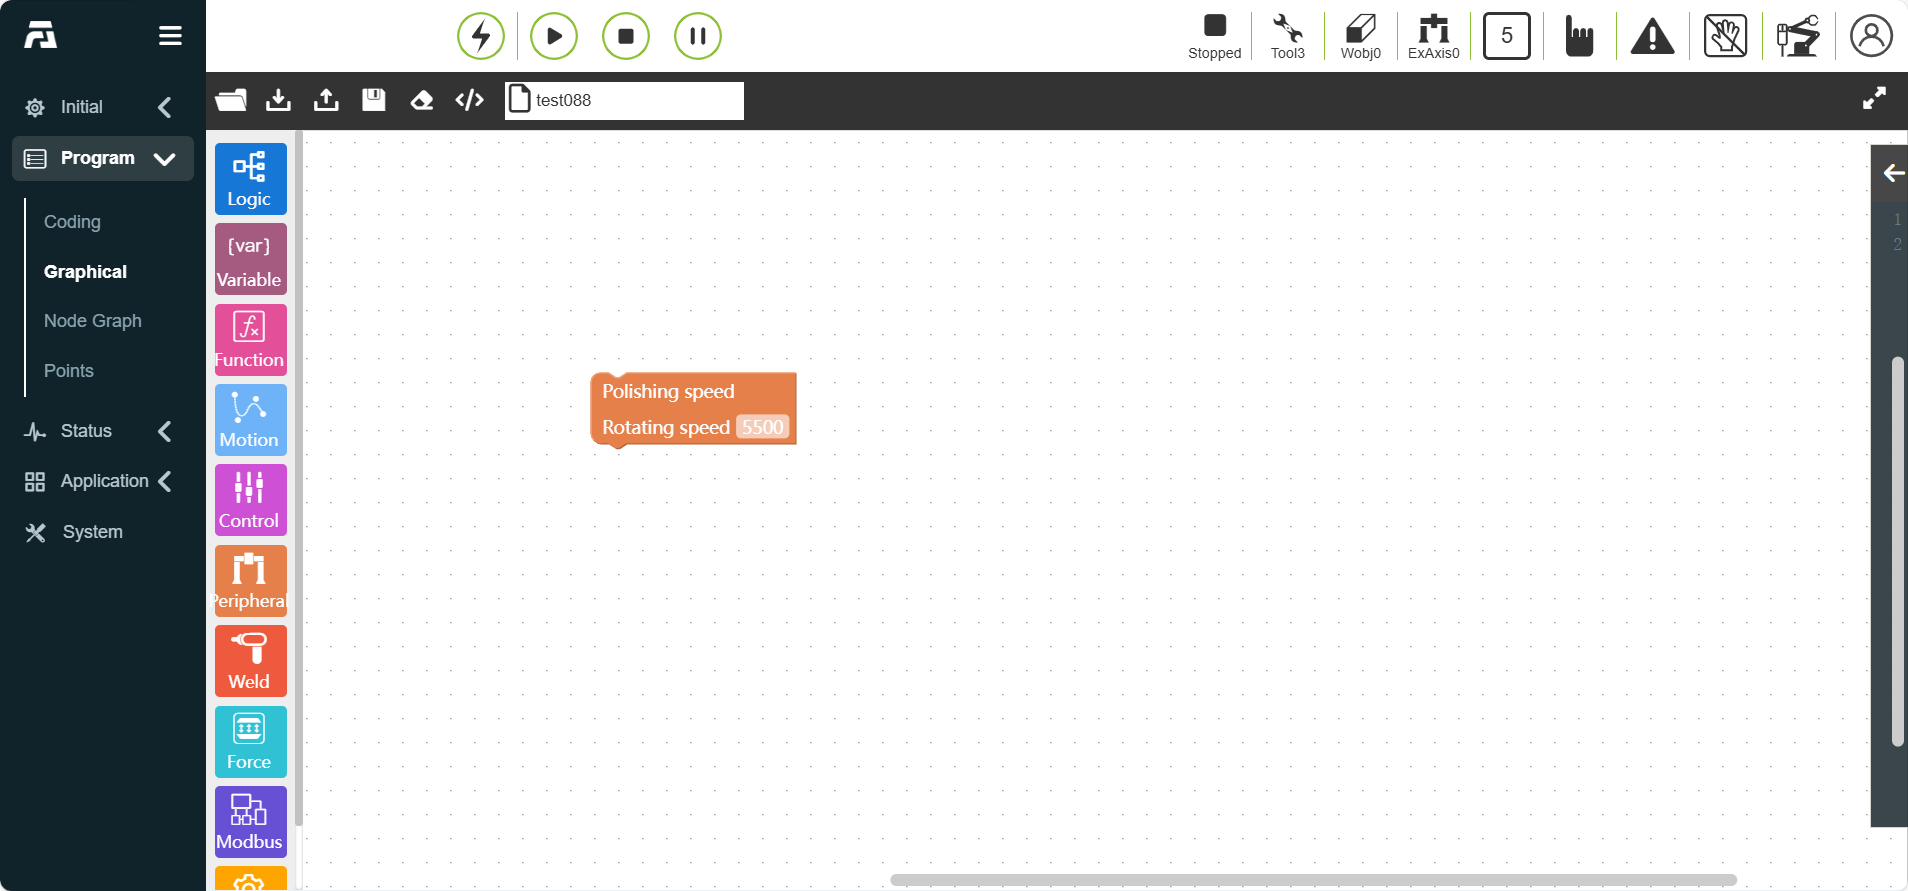 Stopped
Tool3
Wobj0
ExAxis0
5
test088
Initial
Program
Coding
Graphical
Node Graph
Points
Status
Application
System
Logic
{var}
Variable
fx
Function
Motion
Control
Peripheral
Weld
Force
Modbus
Polishing speed
Rotating speed 5500
1
2